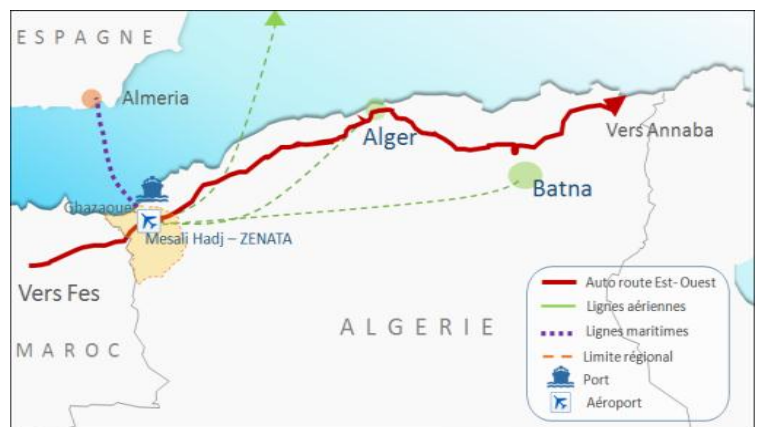 ESPAGNE
Almeria
Alger
Vers Annaba
Batna
Ghazaouet
Mesali Hadj – ZENATA
Vers Fes
ALGERIE
MAROC
Auto route Est- Ouest
Lignes aériennes
Lignes maritimes
Limite régional
Port
Aéroport